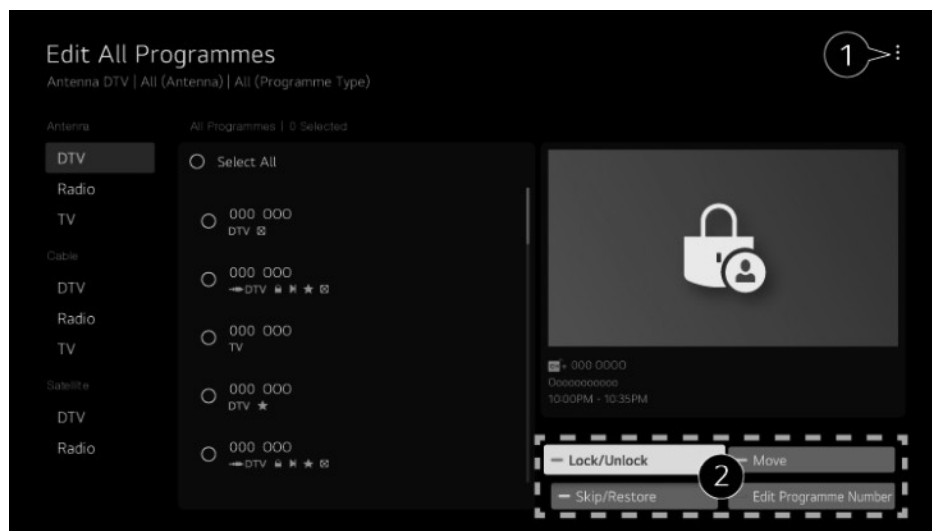 Edit All Programmes
Antenna DTV | All (Antenna) | All (Programme Type)
1
Antenna
DTV
Radio
TV
Cable
DTV
Radio
TV
Satellite
DTV
Radio
All Programmes | 0 Selected
Select All
000 000
DTV
000 000
DTV
000 000
TV
000 000
DTV
000 000
DTV
000 0000
Ooooooooooo
10:00PM - 10:35PM
Lock/Unlock
Move
2
Skip/Restore
Edit Programme Number